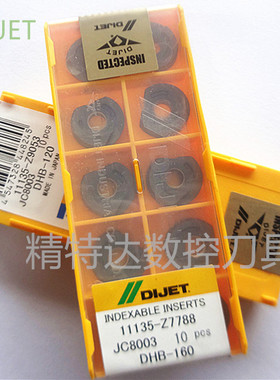 DIJET
INSPECTED
DIJET
4547128448245
11135-Z9053
JC8003
DHB-120
10 pcs
MADE IN JAPAN
精特达数控刀具
DIJET
INDEXABLE INSERTS
11135-Z7788
JC8003 10 pcs
DHB-160